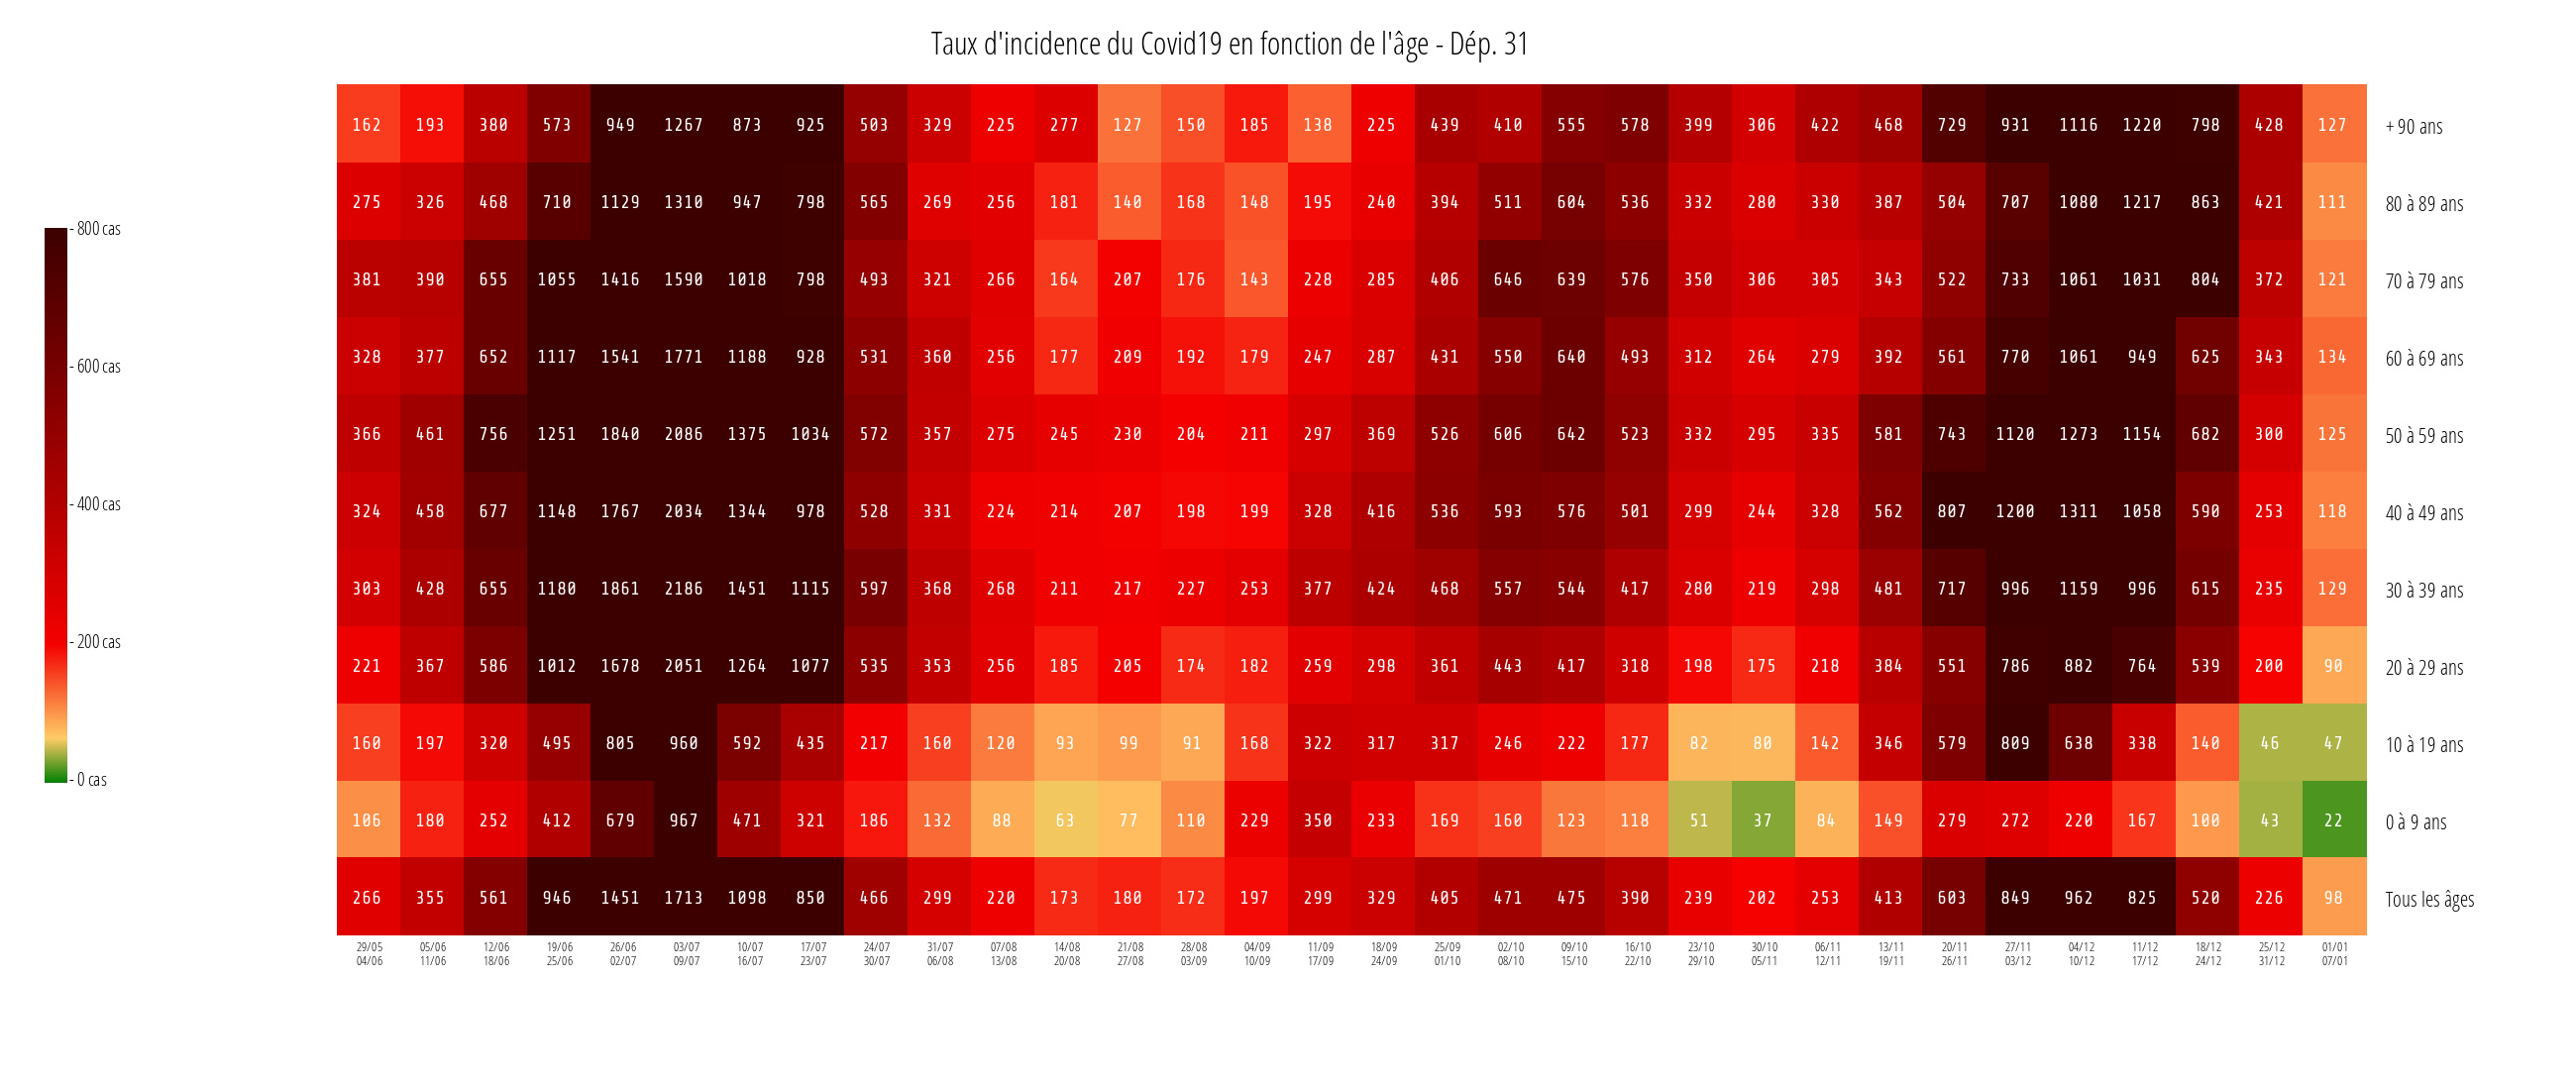 Taux d'incidence du Covid19 en fonction de l'âge - Dép. 31
- 800 cas
- 600 cas
- 400 cas
- 200 cas
- 0 cas
162 193 380 573 949 1267 873 925 503 329 225 277 127 150 185 138 225 439 410 555 578 399 306 422 468 729 931 1116 1220 798 428 127 + 90 ans
275 326 468 710 1129 1310 947 798 565 269 256 181 140 168 148 195 240 394 511 604 536 332 280 330 387 504 707 1080 1217 863 421 111 80 à 89 ans
381 390 655 1055 1416 1590 1018 798 493 321 266 164 207 176 143 228 285 406 646 639 576 350 306 305 343 522 733 1061 1031 804 372 121 70 à 79 ans
328 377 652 1117 1541 1771 1188 928 531 360 256 177 209 192 179 247 287 431 550 640 493 312 264 279 392 561 770 1061 949 625 343 134 60 à 69 ans
366 461 756 1251 1840 2086 1375 1034 572 357 275 245 230 204 211 297 369 526 606 642 523 332 295 335 581 743 1120 1273 1154 682 300 125 50 à 59 ans
324 458 677 1148 1767 2034 1344 978 528 331 224 214 207 198 199 328 416 536 593 576 501 299 244 328 562 807 1200 1311 1058 590 253 118 40 à 49 ans
303 428 655 1180 1861 2186 1451 1115 597 368 268 211 217 227 253 377 424 468 557 544 417 280 219 298 481 717 996 1159 996 615 235 129 30 à 39 ans
221 367 586 1012 1678 2051 1264 1077 535 353 256 185 205 174 182 259 298 361 443 417 318 198 175 218 384 551 786 882 764 539 200 90 20 à 29 ans
160 197 320 495 805 960 592 435 217 160 120 93 99 91 168 322 317 317 246 222 177 82 80 142 346 579 809 638 338 140 46 47 10 à 19 ans
106 180 252 412 679 967 471 321 186 132 88 63 77 110 229 350 233 169 160 123 118 51 37 84 149 279 272 220 167 100 43 22 0 à 9 ans
266 355 561 946 1451 1713 1098 850 466 299 220 173 180 172 197 299 329 405 471 475 390 239 202 253 413 603 849 962 825 520 226 98 Tous les âges
29/05 05/06 12/06 19/06 26/06 03/07 10/07 17/07 24/07 31/07 07/08 14/08 21/08 28/08 04/09 11/09 18/09 25/09 02/10 09/10 16/10 23/10 30/10 06/11 13/11 20/11 27/11 04/12 11/12 18/12 25/12 01/01
04/06 11/06 18/06 25/06 02/07 09/07 16/07 23/07 30/07 06/08 13/08 20/08 27/08 03/09 10/09 17/09 24/09 01/10 08/10 15/10 22/10 29/10 05/11 12/11 19/11 26/11 03/12 10/12 17/12 24/12 31/12 07/01